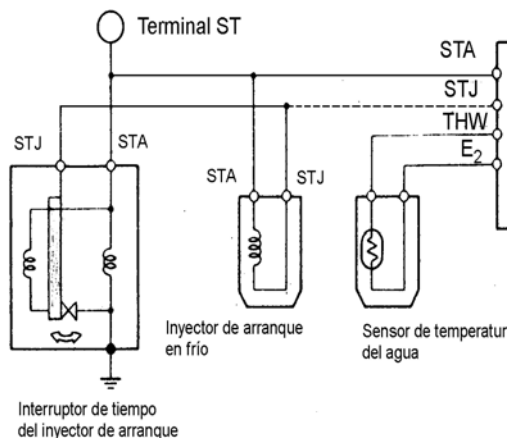 Terminal ST
STA
STJ
THW
E2
STJ STA
STA STJ
Inyector de arranque
en frío
Sensor de temperatur
del agua
Interruptor de tiempo
del inyector de arranque